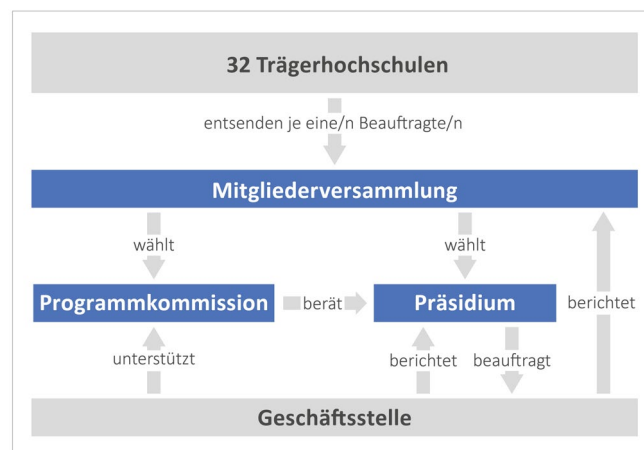 32 Trägerhochschulen
entsenden je eine/n Beauftragte/n
Mitgliederversammlung
wählt
wählt
Programmkommission
berät
Präsidium
berichtet
unterstützt
berichtet
beauftragt
Geschäftsstelle